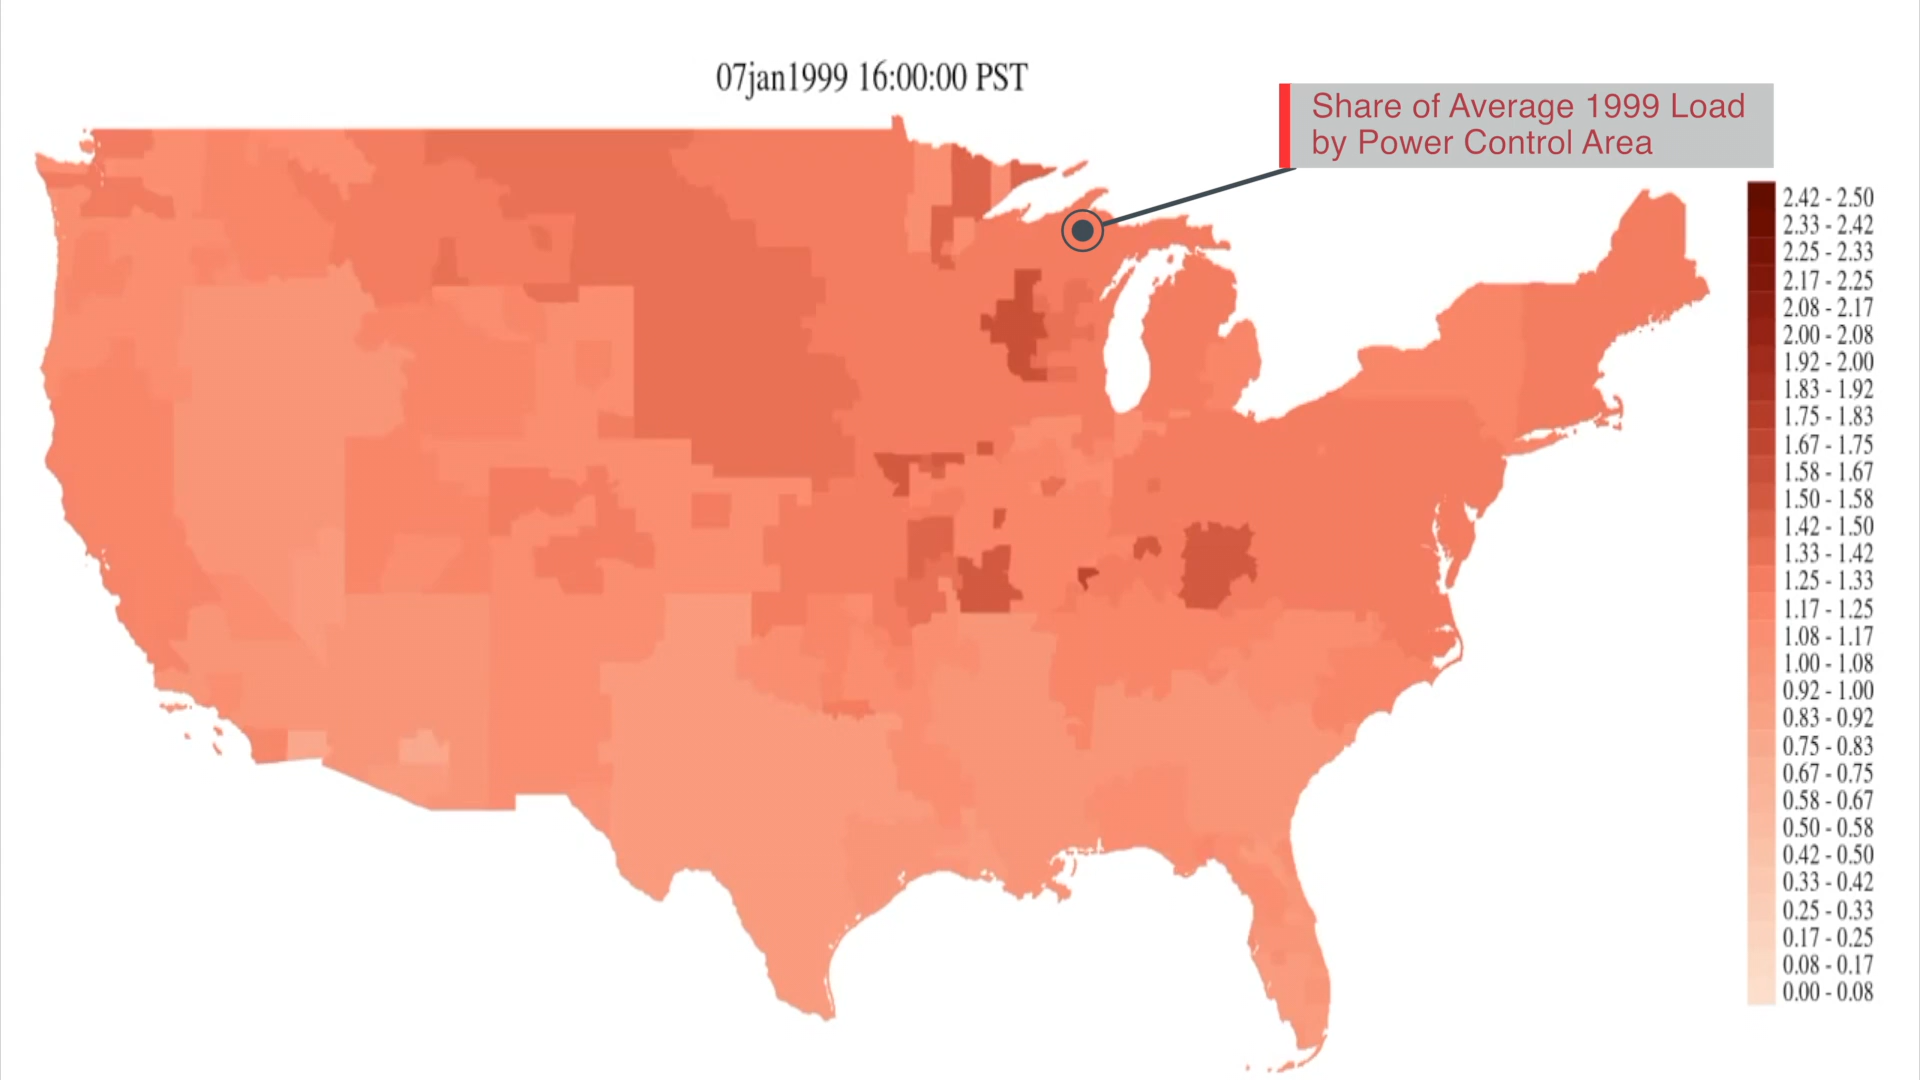 07jan1999 16:00:00 PST
Share of Average 1999 Load
by Power Control Area
2.42 - 2.50
2.33 - 2.42
2.25 - 2.33
2.17 - 2.25
2.08 - 2.17
2.00 - 2.08
1.92 - 2.00
1.83 - 1.92
1.75 - 1.83
1.67 - 1.75
1.58 - 1.67
1.50 - 1.58
1.42 - 1.50
1.33 - 1.42
1.25 - 1.33
1.17 - 1.25
1.08 - 1.17
1.00 - 1.08
0.92 - 1.00
0.83 - 0.92
0.75 - 0.83
0.67 - 0.75
0.58 - 0.67
0.50 - 0.58
0.42 - 0.50
0.33 - 0.42
0.25 - 0.33
0.17 - 0.25
0.08 - 0.17
0.00 - 0.08